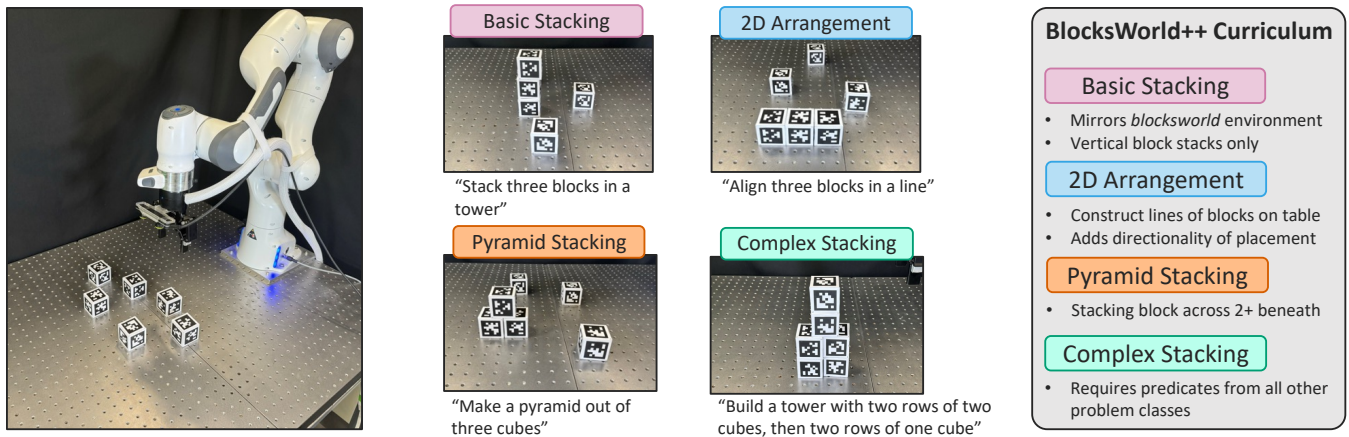 Basic Stacking
“Stack three blocks in a
tower”
2D Arrangement
“Align three blocks in a line”
Pyramid Stacking
“Make a pyramid out of
three cubes”
Complex Stacking
“Build a tower with two rows of two
cubes, then two rows of one cube”
BlocksWorld++ Curriculum
Basic Stacking
• Mirrors blocksworld environment
• Vertical block stacks only
2D Arrangement
• Construct lines of blocks on table
• Adds directionality of placement
Pyramid Stacking
• Stacking block across 2+ beneath
Complex Stacking
• Requires predicates from all other
problem classes